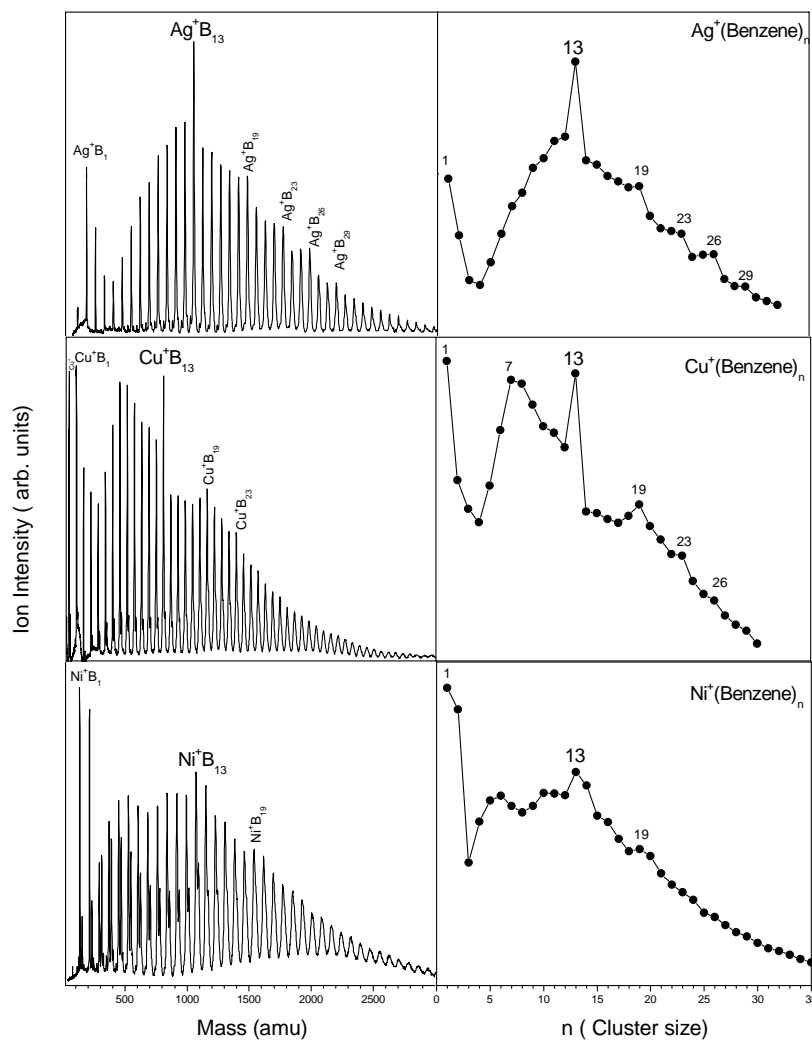 Ion Intensity ( arb. units)
Ag⁺B₁₃
Ag⁺B₁
Ag⁺B₁₉
Ag⁺B₂₃
Ag⁺B₂₆
Ag⁺B₂₉
Ag⁺(Benzene)ₙ
13
1
19
23
26
29
Cu⁺
Cu⁺B₁
Cu⁺B₁₃
Cu⁺B₁₉
Cu⁺B₂₃
Cu⁺(Benzene)ₙ
1
7
13
19
23
26
Ni⁺B₁
Ni⁺B₁₃
Ni⁺B₁₉
Ni⁺(Benzene)ₙ
1
13
19
500 1000 1500 2000 2500
Mass (amu)
0 5 10 15 20 25 30 35
n ( Cluster size)